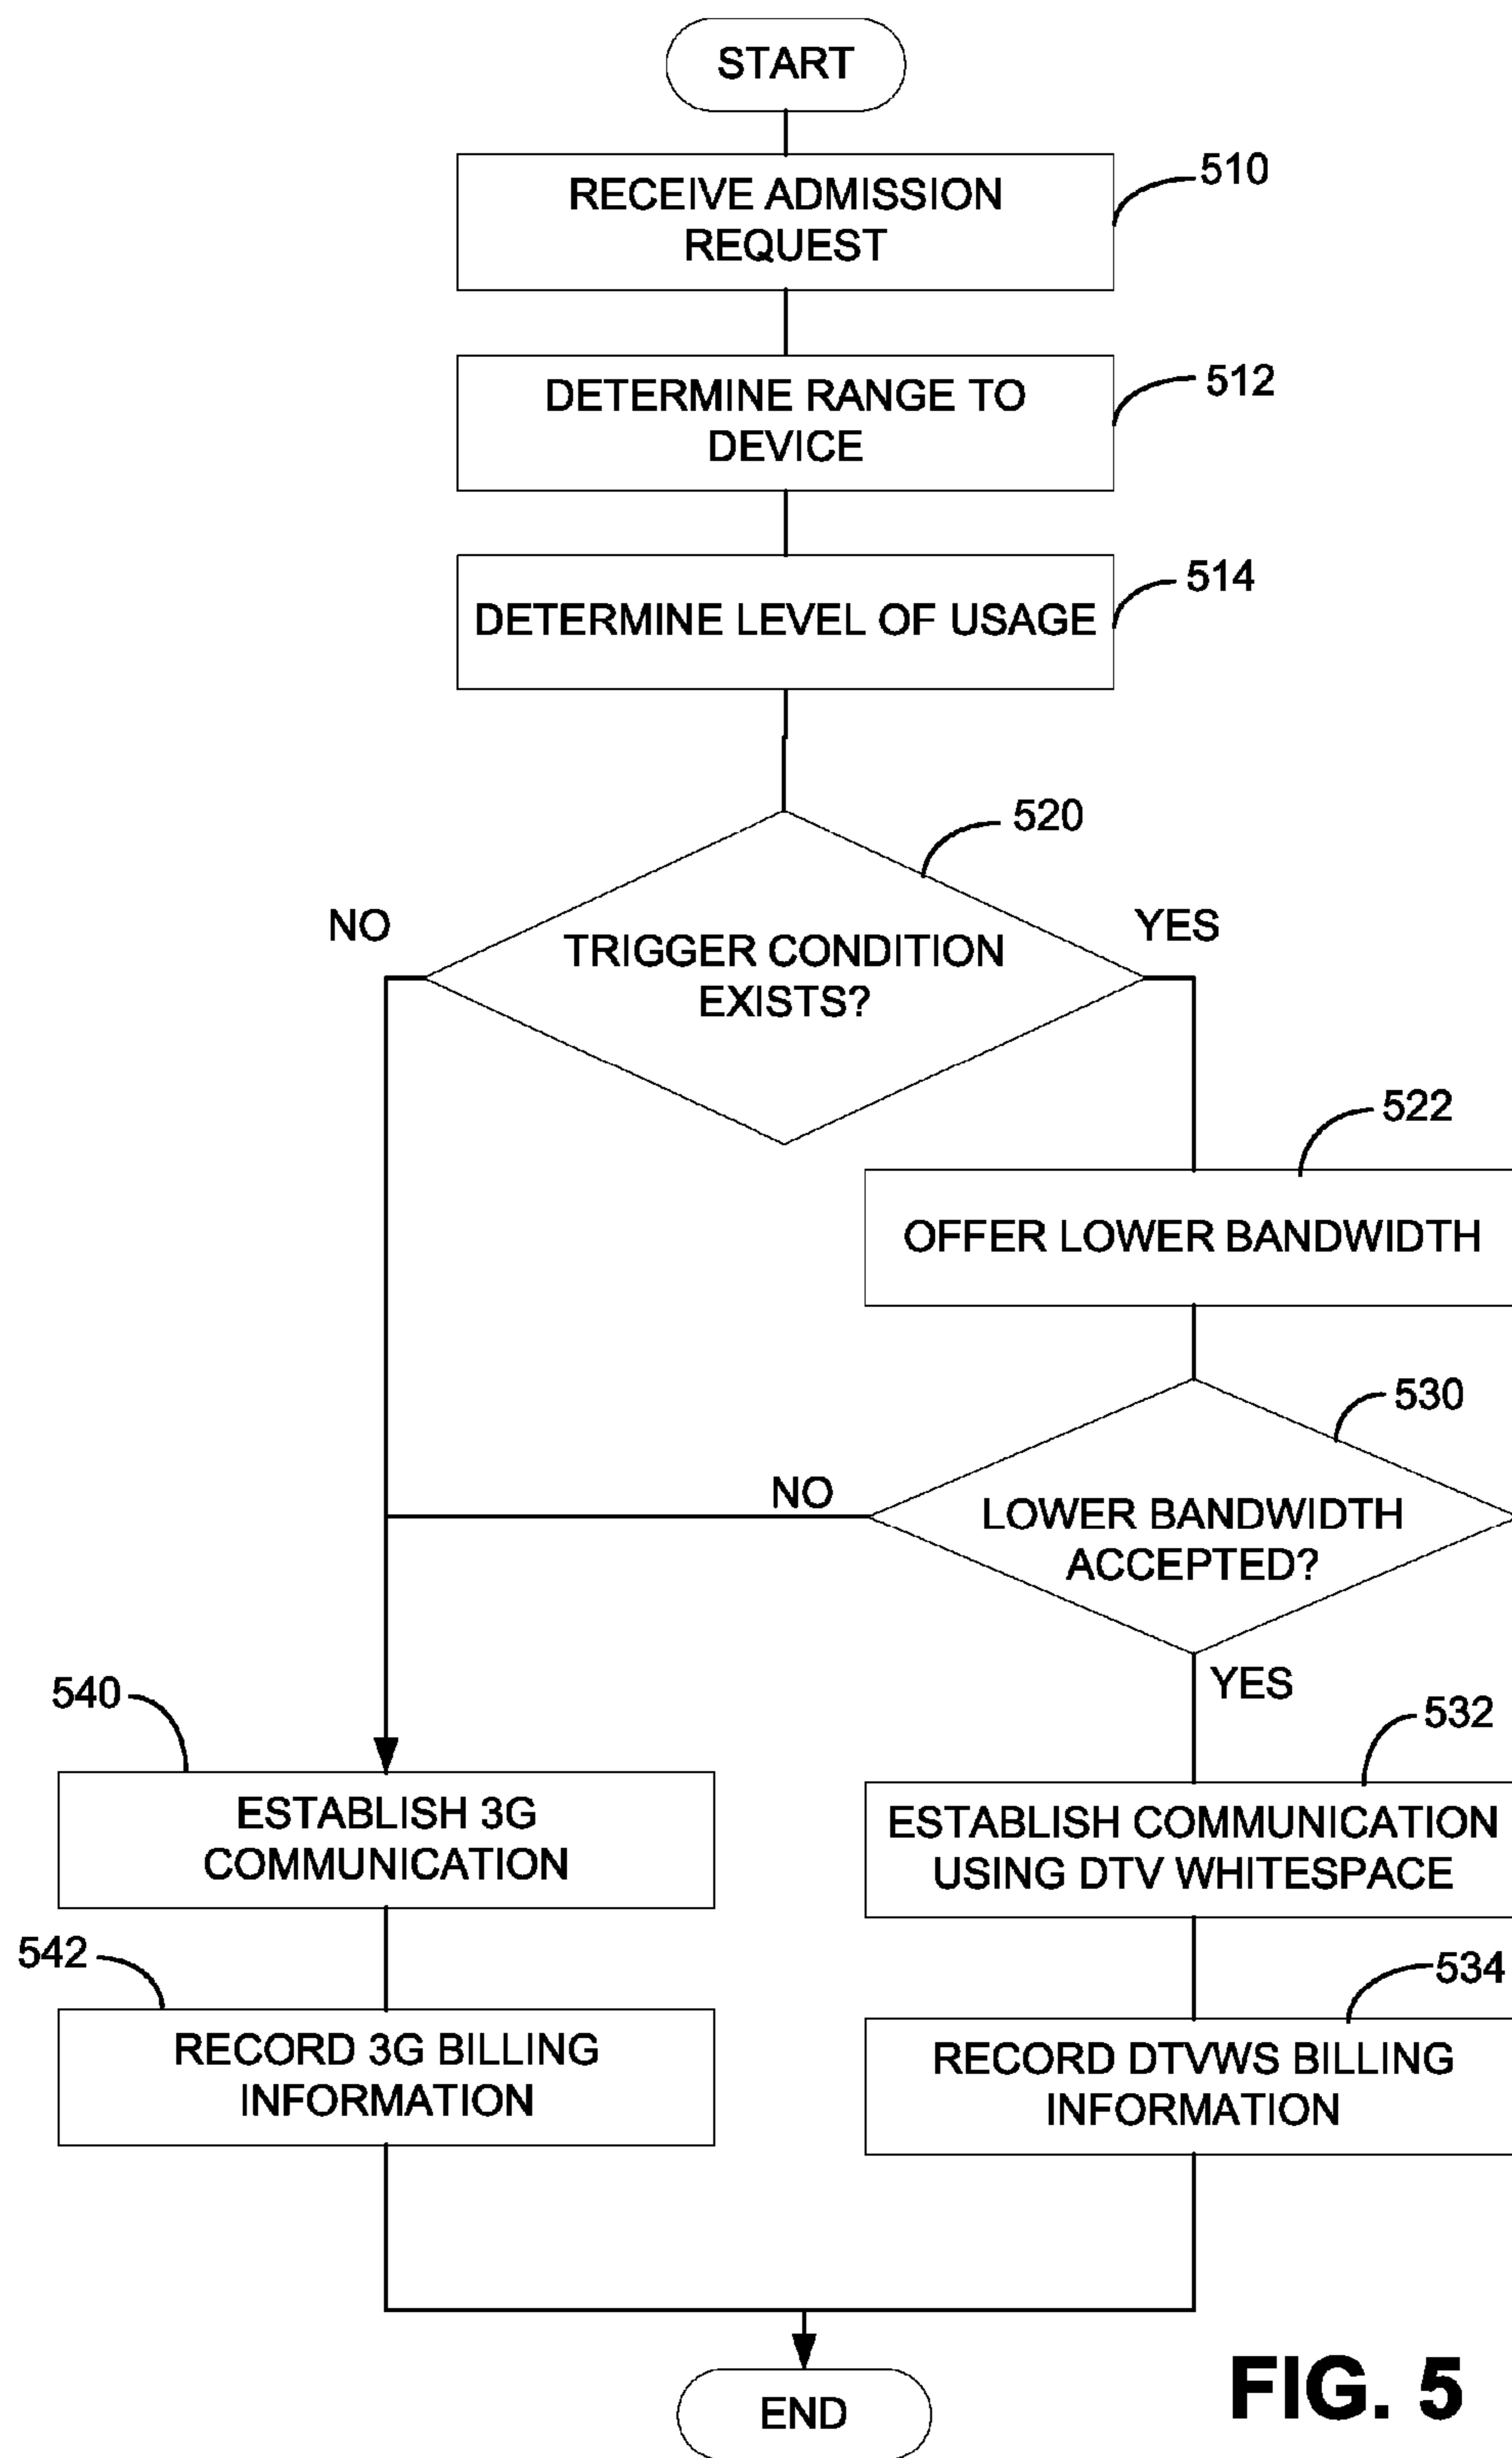 START
RECEIVE ADMISSION
REQUEST
510
DETERMINE RANGE TO
DEVICE
512
DETERMINE LEVEL OF USAGE
514
520
NO
TRIGGER CONDITION
EXISTS?
YES
522
OFFER LOWER BANDWIDTH
530
NO
LOWER BANDWIDTH
ACCEPTED?
YES
540
ESTABLISH 3G
COMMUNICATION
532
ESTABLISH COMMUNICATION
USING DTV WHITESPACE
542
RECORD 3G BILLING
INFORMATION
534
RECORD DTVWS BILLING
INFORMATION
END
FIG. 5